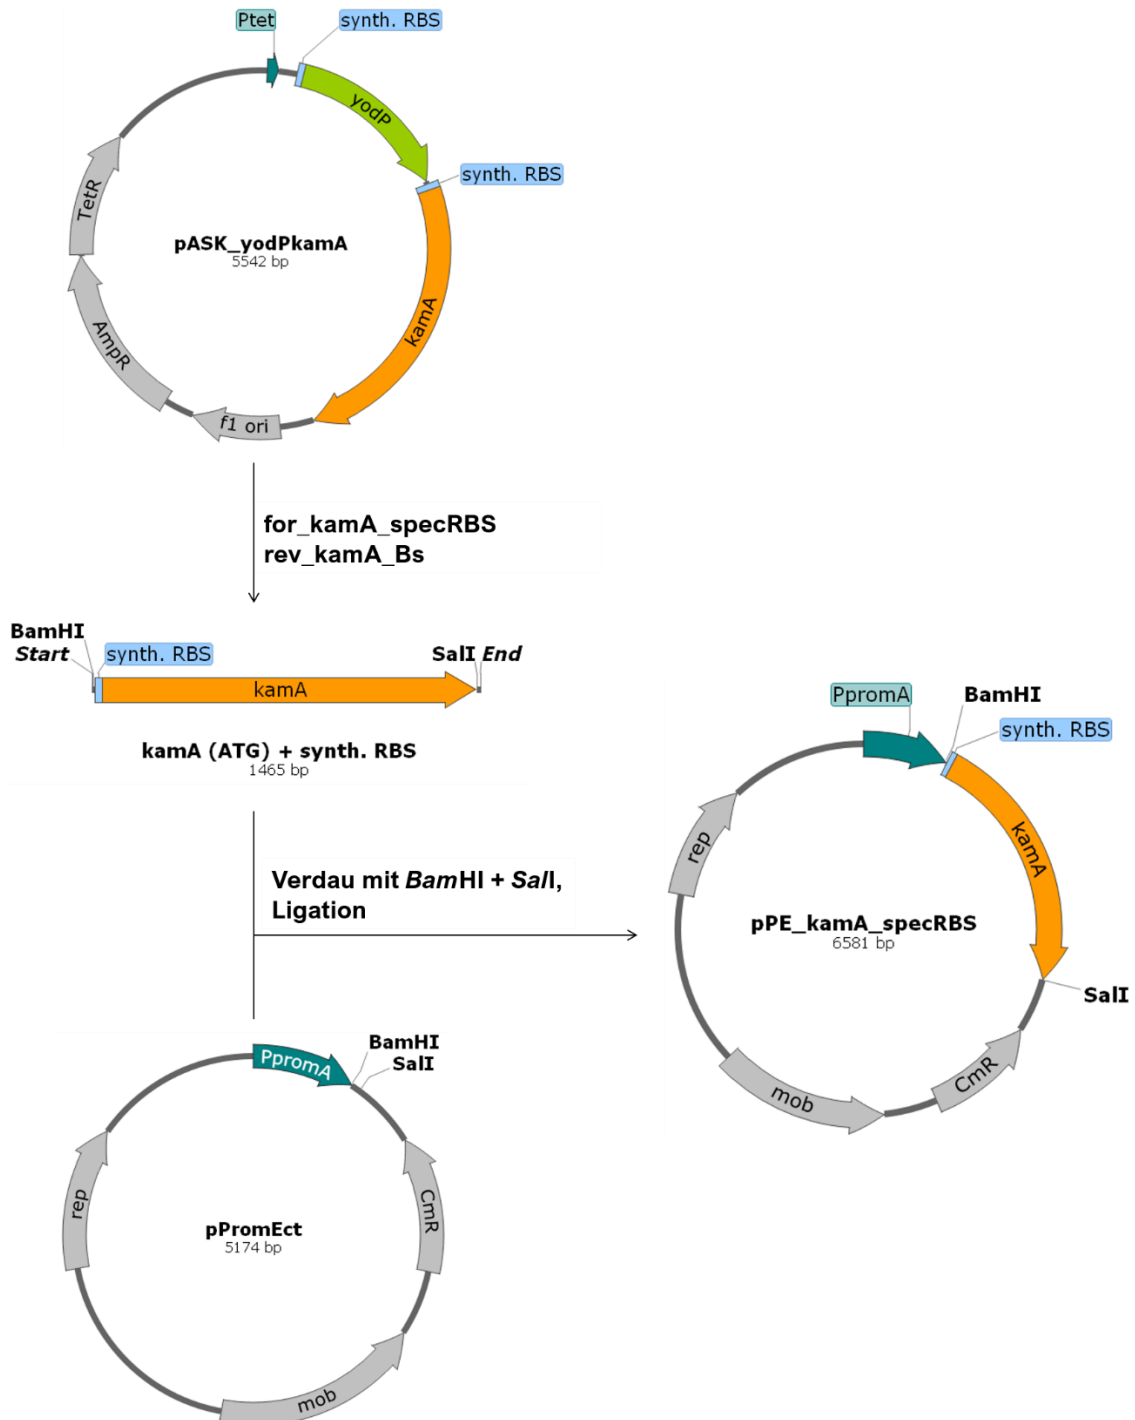 Ptet
synth. RBS
yodP
synth. RBS
TetR
pASK_yodPkamA
5542 bp
kamA
AmpR
f1 ori
for_kamA_specRBS
rev_kamA_Bs
BamHI
Start
synth. RBS
SalI End
kamA
kamA (ATG) + synth. RBS
1465 bp
PpromA
BamHI
synth. RBS
rep
kamA
Verdau mit BamHI + SalI,
Ligation
pPE_kamA_specRBS
6581 bp
SalI
CmR
mob
PpromA
BamHI
SalI
rep
CmR
pPromEct
5174 bp
mob